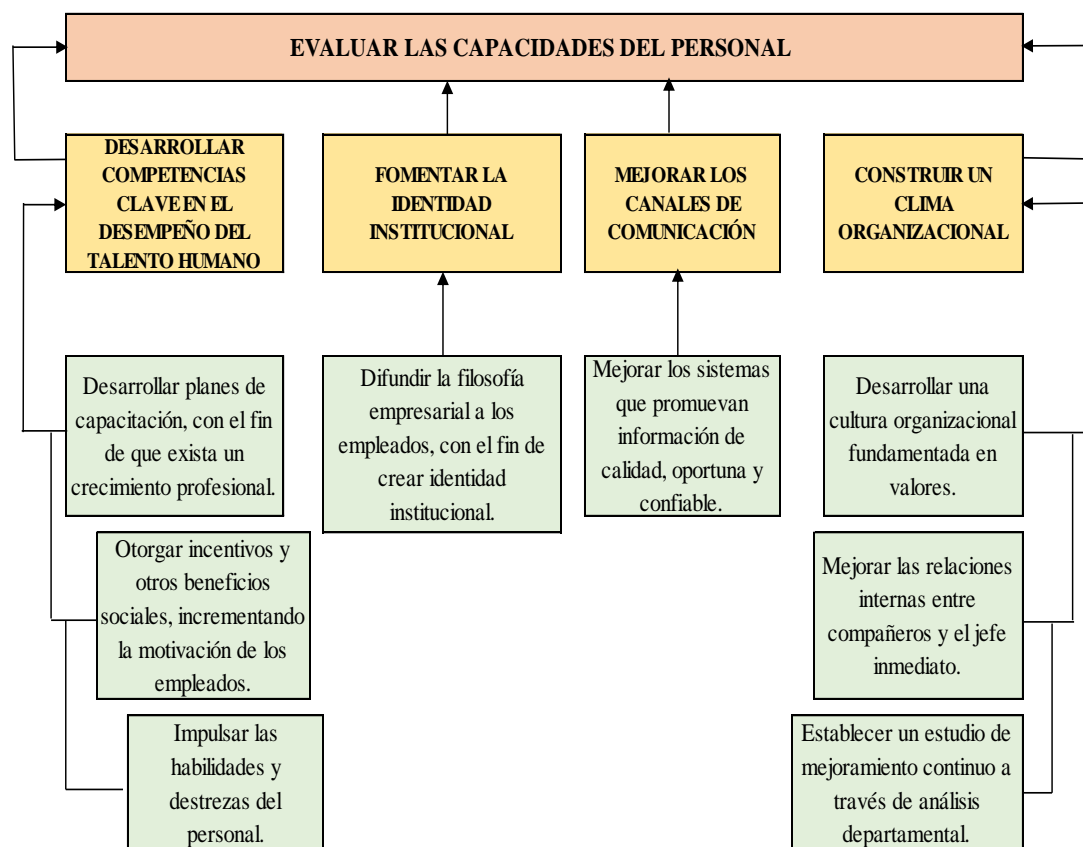 EVALUAR LAS CAPACIDADES DEL PERSONAL
DESARROLLAR
COMPETENCIAS
CLAVE EN EL
DESEMPEÑO DEL
TALENTO HUMANO
FOMENTAR LA
IDENTIDAD
INSTITUCIONAL
MEJORAR LOS
CANALES DE
COMUNICACIÓN
CONSTRUIR UN
CLIMA
ORGANIZACIONAL
Desarrollar planes de
capacitación, con el fin
de que exista un
crecimiento profesional.
Difundir la filosofía
empresarial a los
empleados, con el fin de
crear identidad
institucional.
Mejorar los sistemas
que promuevan
información de
calidad, oportuna y
confiable.
Desarrollar una
cultura organizacional
fundamentada en
valores.
Otorgar incentivos y
otros beneficios
sociales, incrementando
la motivación de los
empleados.
Mejorar las relaciones
internas entre
compañeros y el jefe
inmediato.
Impulsar las
habilidades y
destrezas del
personal.
Establecer un estudio de
mejoramiento continuo a
través de análisis
departamental.